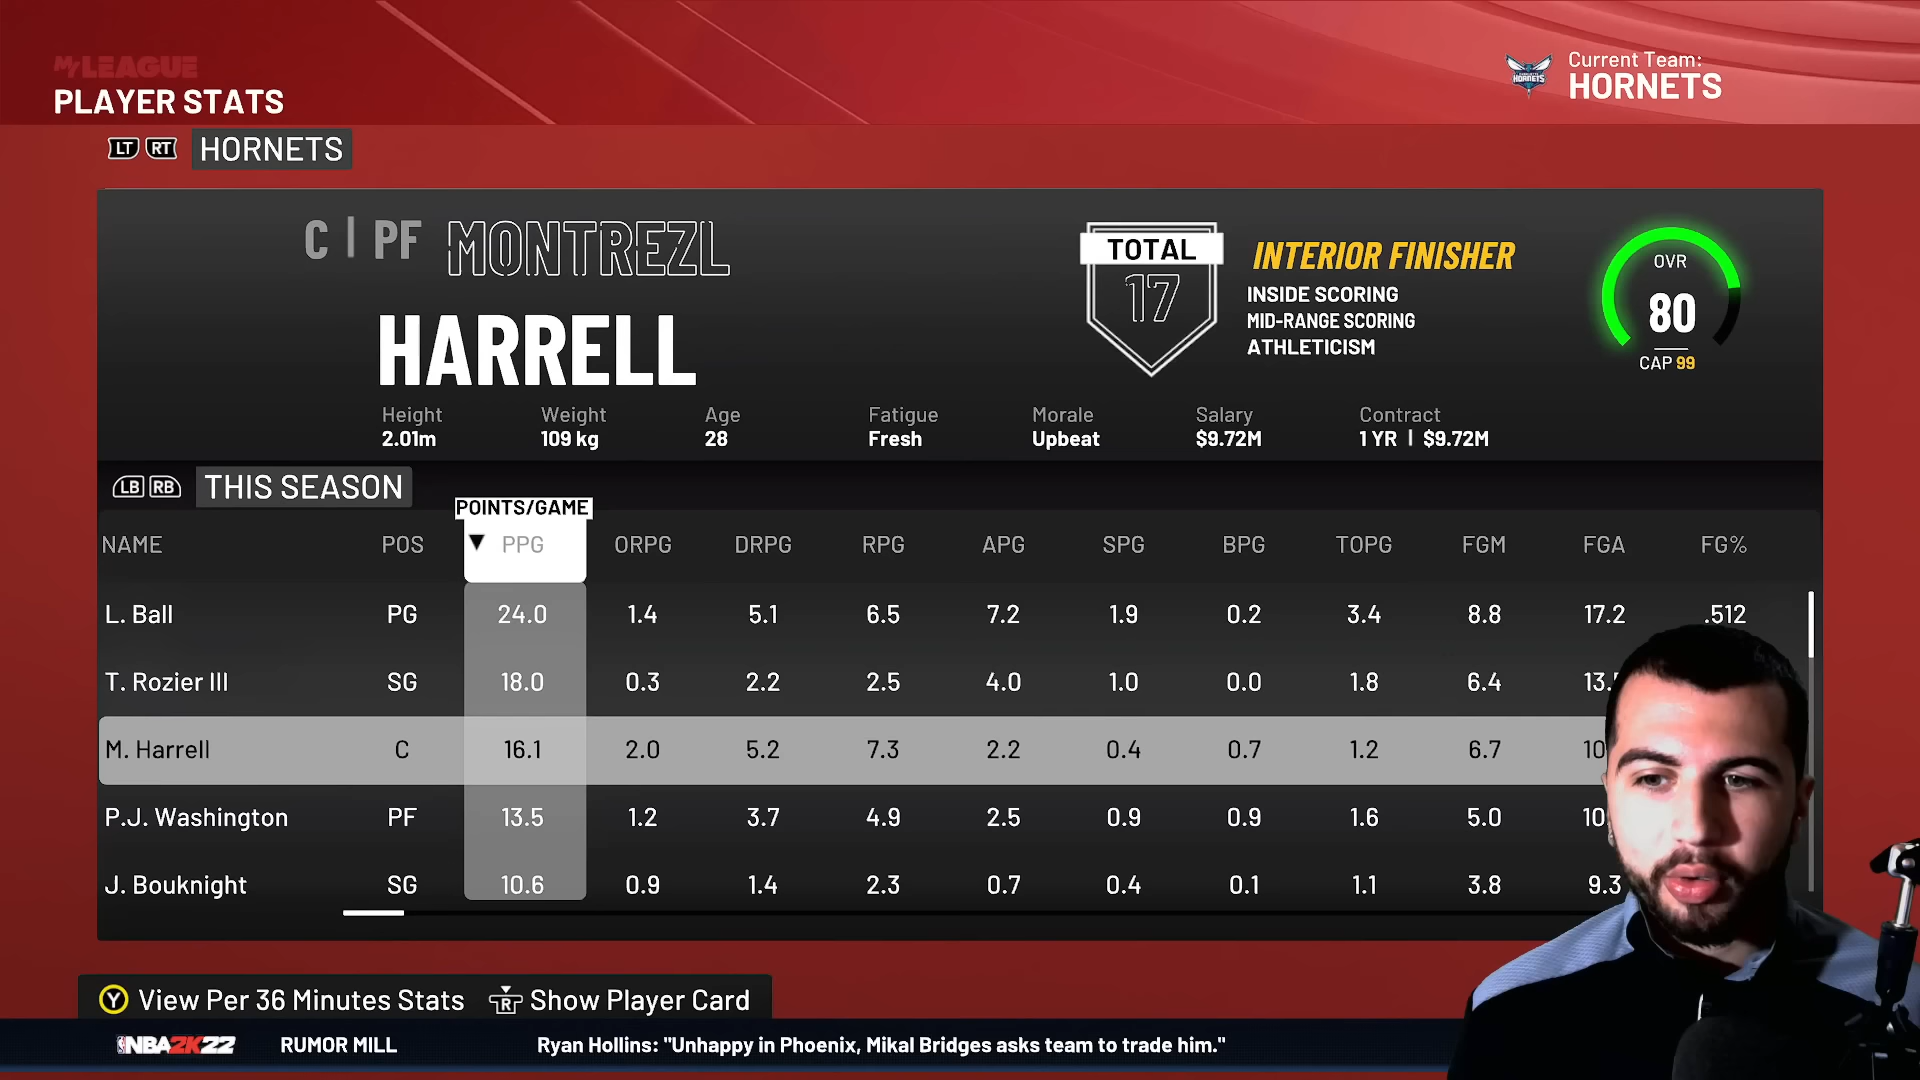 MyLEAGUE
PLAYER STATS
Current Team:
HORNETS
LT RT HORNETS
C | PF MONTREZL
HARRELL
TOTAL
17
INTERIOR FINISHER
INSIDE SCORING
MID-RANGE SCORING
ATHLETICISM
OVR
80
CAP 99
Height Weight Age Fatigue Morale Salary Contract
2.01m 109 kg 28 Fresh Upbeat $9.72M 1 YR | $9.72M
LB RB THIS SEASON
POINTS/GAME
NAME POS PPG ORPG DRPG RPG APG SPG BPG TOPG FGM FGA FG%
L. Ball PG 24.0 1.4 5.1 6.5 7.2 1.9 0.2 3.4 8.8 17.2 .512
T. Rozier III SG 18.0 0.3 2.2 2.5 4.0 1.0 0.0 1.8 6.4
M. Harrell C 16.1 2.0 5.2 7.3 2.2 0.4 0.7 1.2 6.7
P.J. Washington PF 13.5 1.2 3.7 4.9 2.5 0.9 0.9 1.6 5.0
J. Bouknight SG 10.6 0.9 1.4 2.3 0.7 0.4 0.1 1.1 3.8 9.3
Y View Per 36 Minutes Stats R Show Player Card
NBA2K22 RUMOR MILL Ryan Hollins: "Unhappy in Phoenix, Mikal Bridges asks team to trade him."